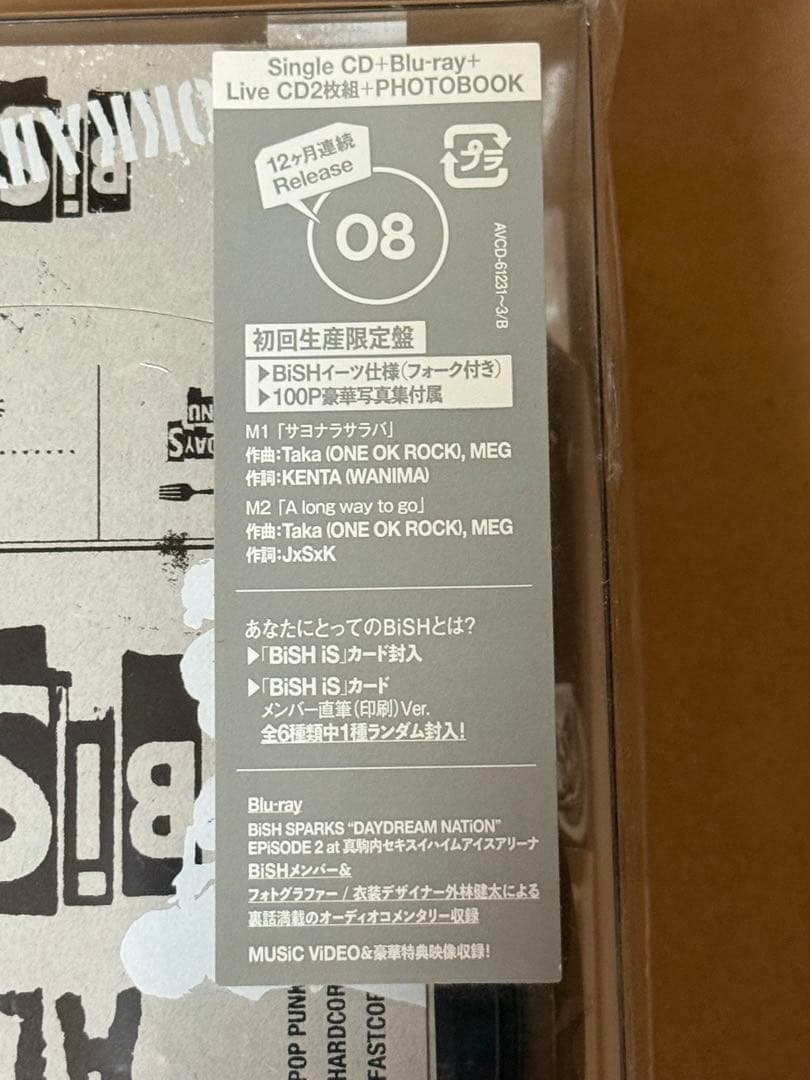 Single CD+Blu-ray+
Live CD2枚組+PHOTOBOOK
12ヶ月連続
Release
08
プラ
AVCD-61231~3/B
初回生産限定盤
▶BiSHイーツ仕様(フォーク付き)
▶100P豪華写真集付属
M1「サヨナラサラバ」
作曲:Taka (ONE OK ROCK), MEG
作詞:KENTA (WANIMA)
M2「A long way to go」
作曲:Taka (ONE OK ROCK), MEG
作詞:JxSxK
あなたにとってのBiSHとは?
▶「BiSH iS」カード封入
▶「BiSH iS」カード
メンバー直筆(印刷)Ver.
全6種類中1種ランダム封入!
Blu-ray
BiSH SPARKS “DAYDREAM NATiON”
EPiSODE 2 at 真駒内セキスイハイムアイスアリーナ
BiSHメンバー&
フォトグラファー / 衣装デザイナー外林健太による
裏話満載のオーディオコメンタリー収録
MUSiC ViDEO&豪華特典映像収録!
BiS
DAYS
NU
BiS
POP PUNK
HARDCOR
FASTCOR